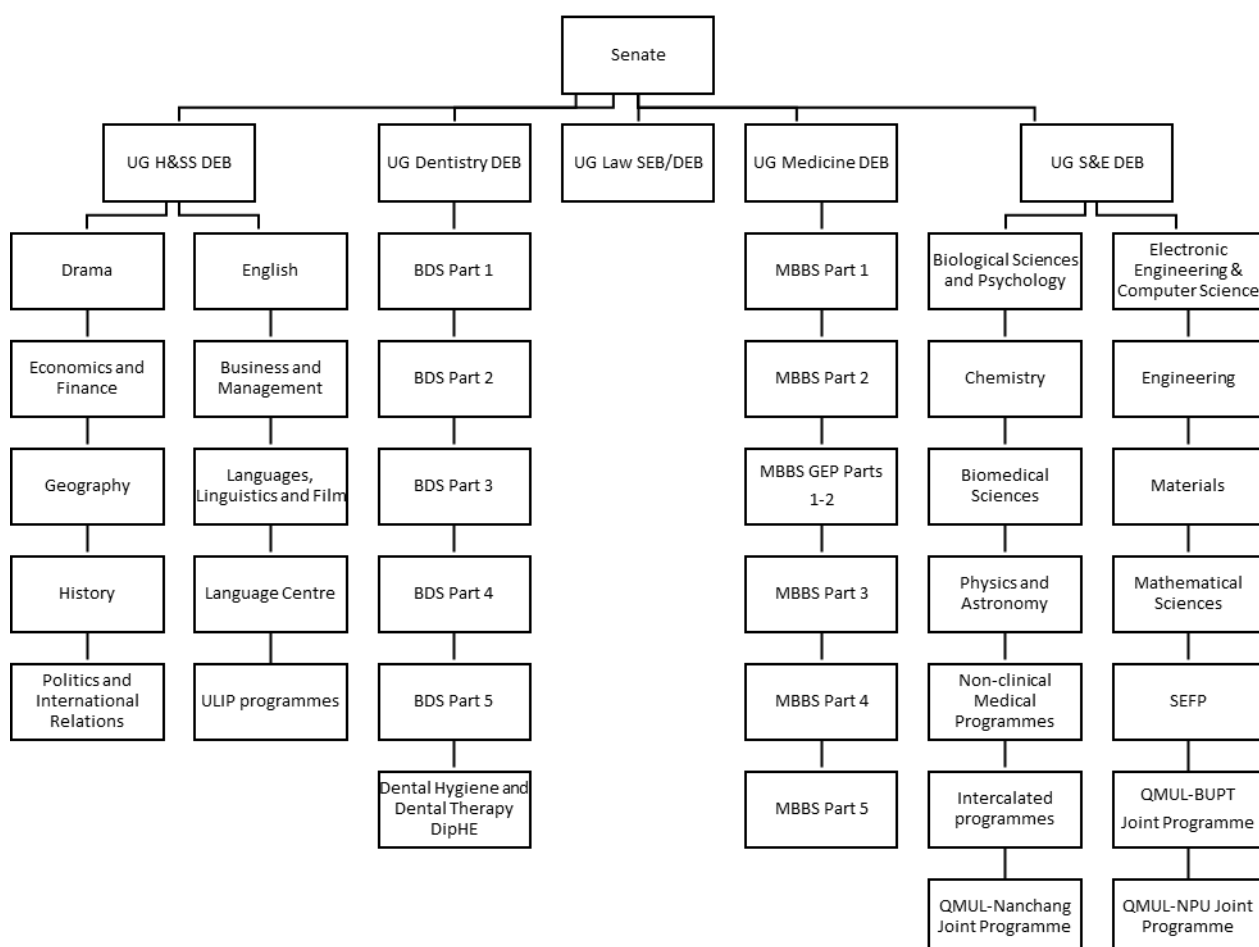 Senate
UG H&SS DEB
UG Dentistry DEB
UG Law SEB/DEB
UG Medicine DEB
UG S&E DEB
Drama
English
BDS Part 1
MBBS Part 1
Biological Sciences
and Psychology
Electronic
Engineering &
Computer Science
Economics and
Finance
Business and
Management
BDS Part 2
MBBS Part 2
Chemistry
Engineering
Geography
Languages,
Linguistics and Film
BDS Part 3
MBBS GEP Parts
1-2
Biomedical
Sciences
Materials
History
Language Centre
BDS Part 4
MBBS Part 3
Physics and
Astronomy
Mathematical
Sciences
Politics and
International
Relations
ULIP programmes
BDS Part 5
MBBS Part 4
Non-clinical
Medical
Programmes
SEFP
Dental Hygiene and
Dental Therapy
DipHE
MBBS Part 5
Intercalated
programmes
QMUL-BUPT
Joint Programme
QMUL-Nanchang
Joint Programme
QMUL-NPU Joint
Programme